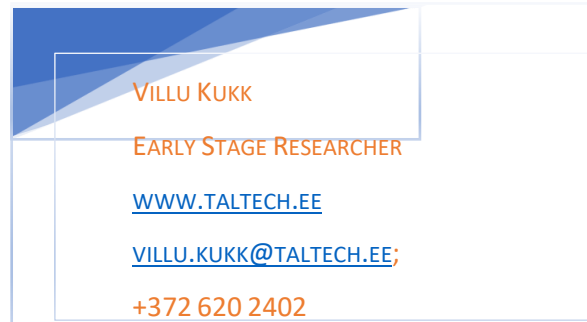 VILLU KUKK
EARLY STAGE RESEARCHER
WWW.TALTECH.EE
VILLU.KUKK@TALTECH.EE;
+372 620 2402